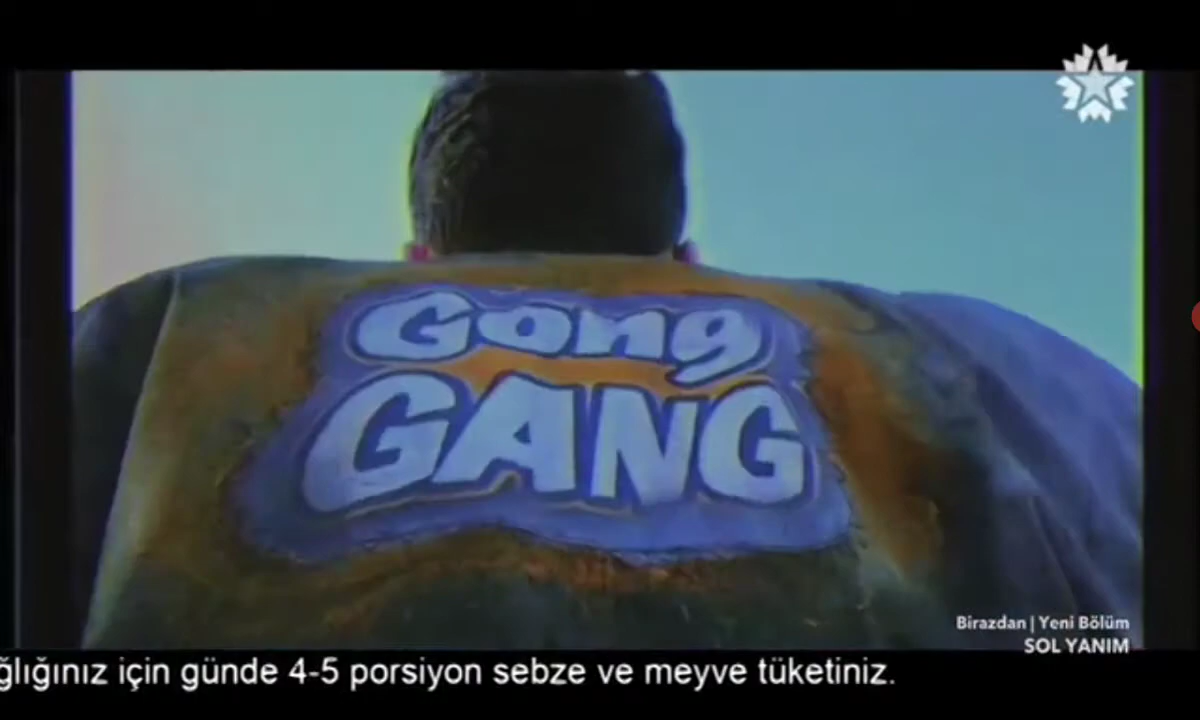 Gong
GANG
Birazdan | Yeni Bölüm
SOL YANIM
ğlığınız için günde 4-5 porsiyon sebze ve meyve tüketiniz.